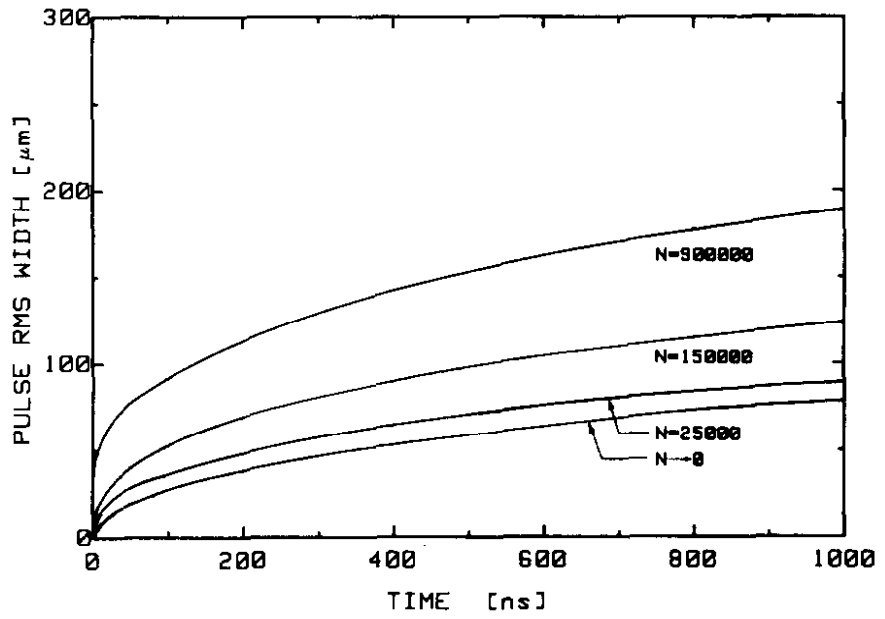 300
200
100
0
PULSE RMS WIDTH [μm]
N=900000
N=150000
N=25000
N→0
0 200 400 600 800 1000
TIME [ns]